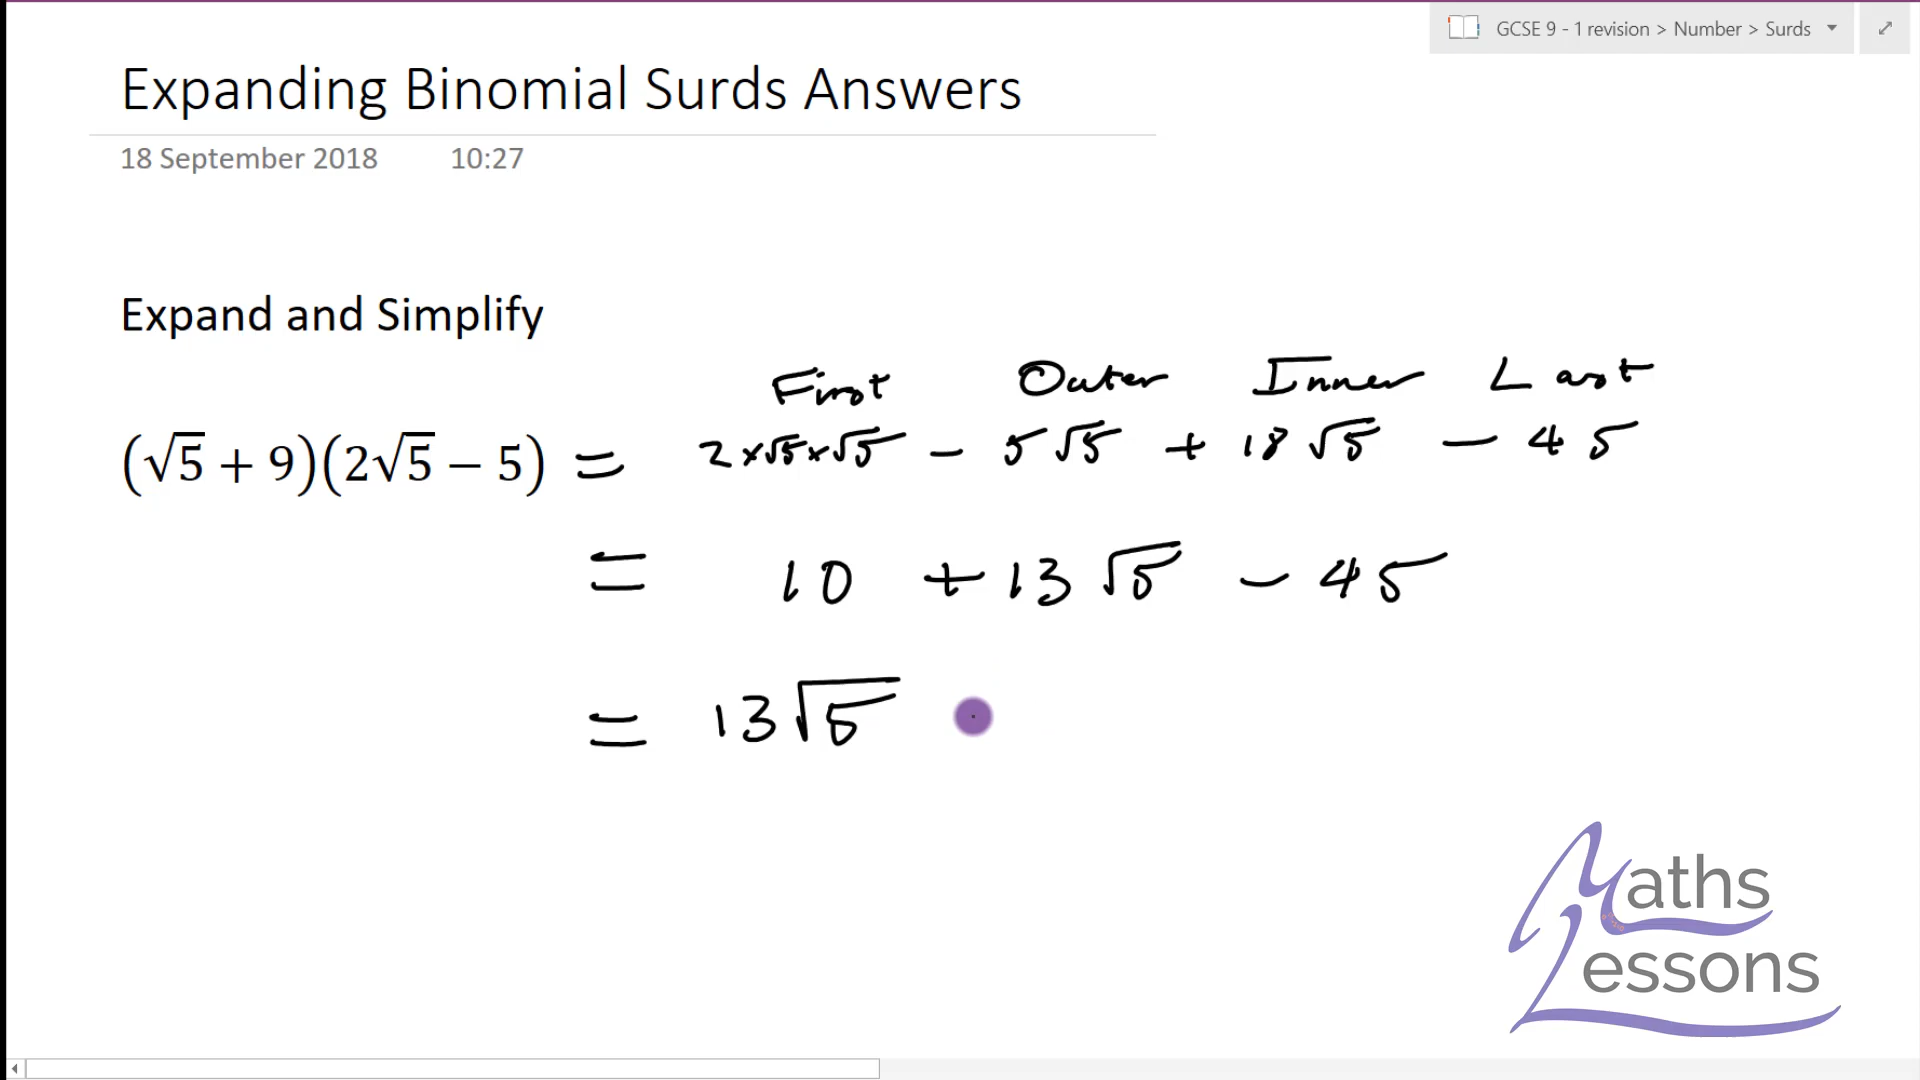 GCSE 9 - 1 revision > Number > Surds
Expanding Binomial Surds Answers
18 September 2018 10:27
Expand and Simplify
First Outer Inner Last
(√5 + 9)(2√5 − 5) = 2×√5×√5 − 5√5 + 18√5 − 45
= 10 + 13√5 − 45
= 13√5
Maths
Lessons